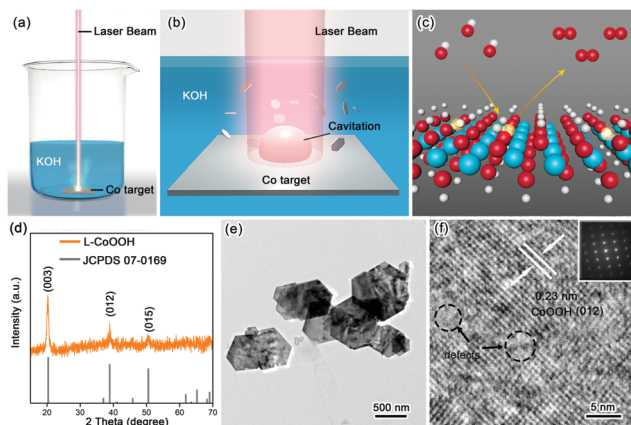 (a)
Laser Beam
KOH
Co target
(b)
Laser Beam
KOH
Cavitation
Co target
(c)
(d)
L-CoOOH
JCPDS 07-0169
(003)
(012)
(015)
Intensity (a.u.)
20 30 40 50 60 70
2 Theta (degree)
(e)
500 nm
(f)
0.23 nm
CoOOH (012)
defects
5 nm